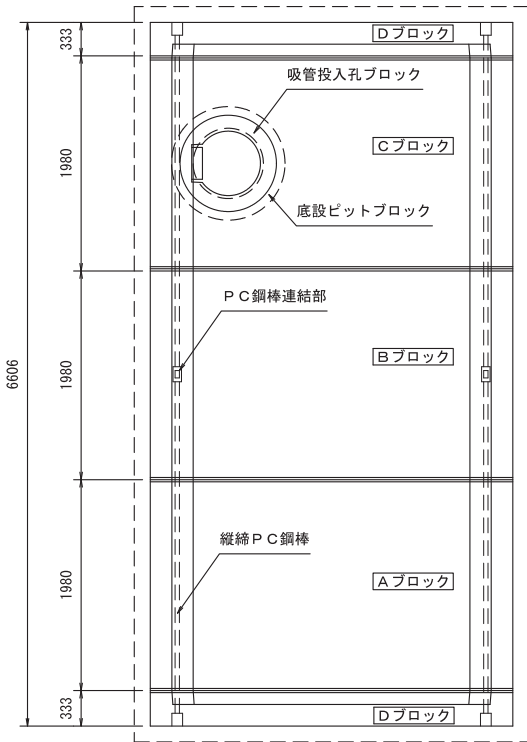 Dブロック
333
吸管投入孔ブロック
Cブロック
1980
底設ピットブロック
PC鋼棒連結部
Bブロック
1980
6606
縦締PC鋼棒
Aブロック
1980
333
Dブロック